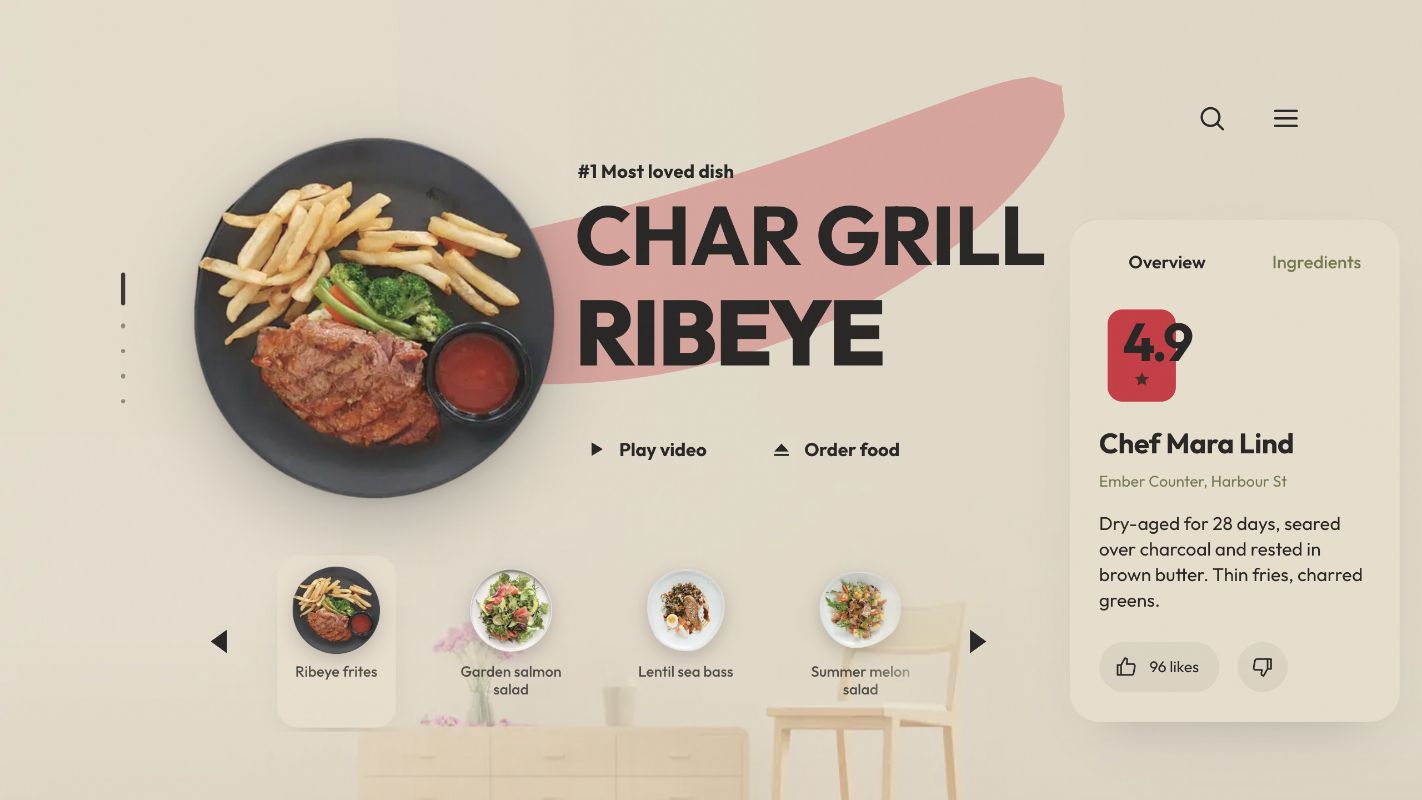 #1 Most loved dish
CHAR GRILL
RIBEYE
Play video
Order food
Overview
Ingredients
4.9
Chef Mara Lind
Ember Counter, Harbour St
Dry-aged for 28 days, seared
over charcoal and rested in
brown butter. Thin fries, charred
greens.
96 likes
Ribeye frites
Garden salmon
salad
Lentil sea bass
Summer melon
salad